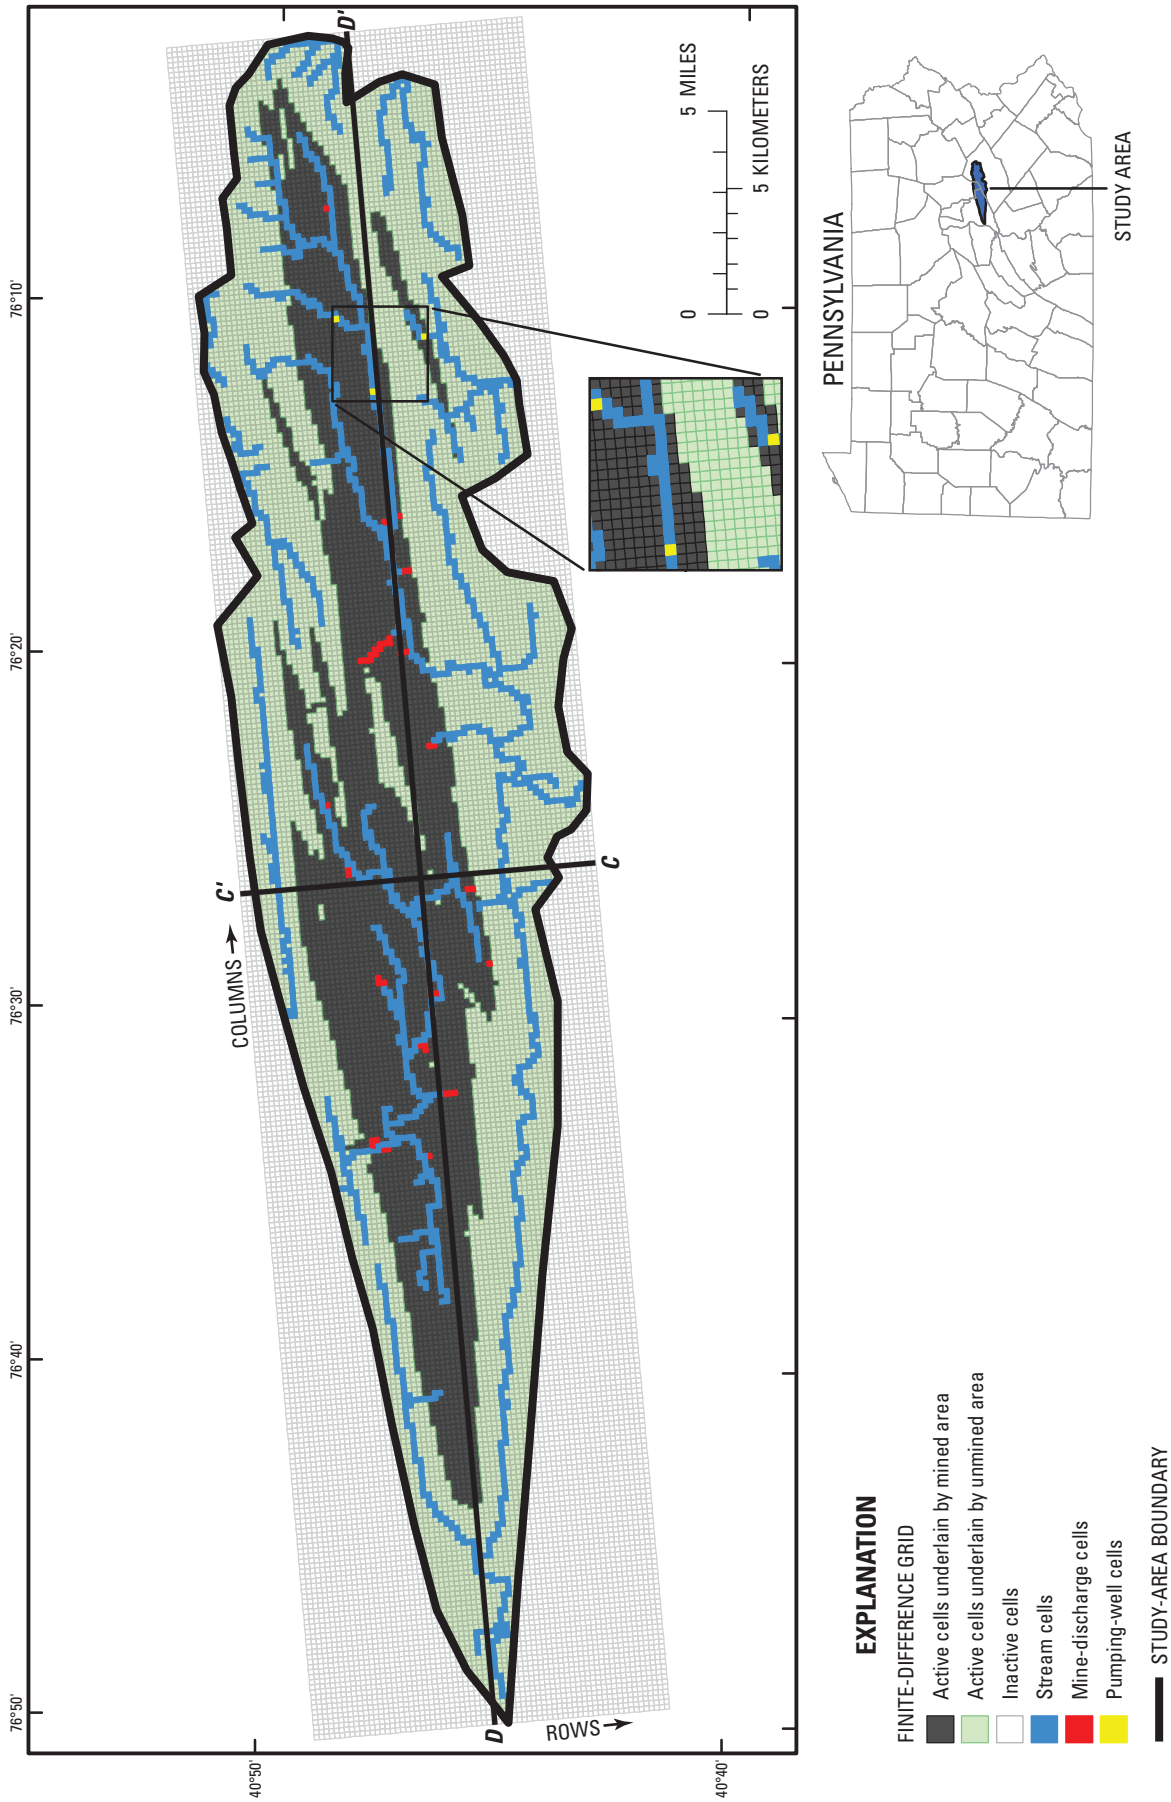 76°50'
76°40'
76°30'
76°20'
76°10'
40°50'
40°40'
COLUMNS
ROWS
C'
C
D
D'
0 5 MILES
0 5 KILOMETERS
PENNSYLVANIA
STUDY AREA
EXPLANATION
FINITE-DIFFERENCE GRID
Active cells underlain by mined area
Active cells underlain by unmined area
Inactive cells
Stream cells
Mine-discharge cells
Pumping-well cells
STUDY-AREA BOUNDARY